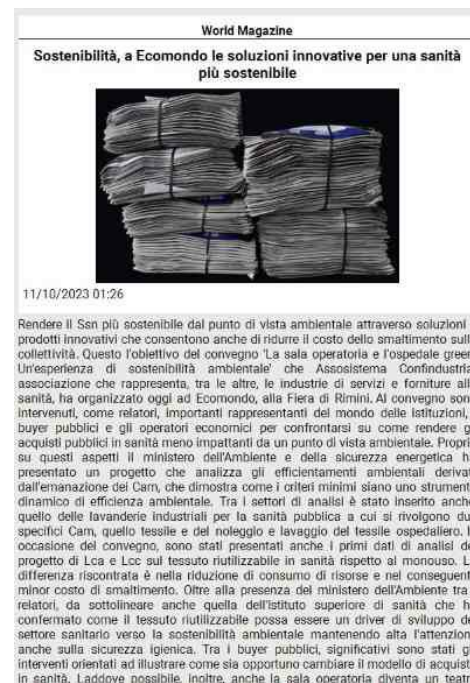 World Magazine
Sostenibilità, a Ecomondo le soluzioni innovative per una sanità
più sostenibile
11/10/2023 01:26
Rendere il Ssn più sostenibile dal punto di vista ambientale attraverso soluzioni
prodotti innovativi che consentono anche di ridurre il costo dello smaltimento sull
collettività. Questo l'obiettivo del convegno 'La sala operatoria e l'ospedale green
Un'esperienza di sostenibilità ambientale' che Assosistema Confindustria
associazione che rappresenta, tra le altre, le industrie di servizi e forniture all
sanità, ha organizzato oggi ad Ecomondo, alla Fiera di Rimini. Al convegno son
intervenuti, come relatori, importanti rappresentanti del mondo delle istituzioni,
buyer pubblici e gli operatori economici per confrontarsi su come rendere g
acquisti pubblici in sanità meno impattanti da un punto di vista ambientale. Propri
su questi aspetti il ministero dell'Ambiente e della sicurezza energetica h
presentato un progetto che analizza gli efficientamenti ambientali derivat
dall'emanazione dei Cam, che dimostra come i criteri minimi siano uno strument
dinamico di efficienza ambientale. Tra i settori di analisi è stato inserito anch
quello delle lavanderie industriali per la sanità pubblica a cui si rivolgono du
specifici Cam, quello tessile e del noleggio e lavaggio del tessile ospedaliero. I
occasione del convegno, sono stati presentati anche i primi dati di analisi de
progetto di Lca e Lcc sul tessuto riutilizzabile in sanità rispetto al monouso. L
differenza riscontrata è nella riduzione di consumo di risorse e nel conseguent
minor costo di smaltimento. Oltre alla presenza del ministero dell'Ambiente tra
relatori, da sottolineare anche quella dell'Istituto superiore di sanità che h
confermato come il tessuto riutilizzabile possa essere un driver di sviluppo de
settore sanitario verso la sostenibilità ambientale mantenendo alta l'attenzion
anche sulla sicurezza igienica. Tra i buyer pubblici, significativi sono stati g
interventi orientati ad illustrare come sia opportuno cambiare il modello di acquist
in sanità. Laddove possibile, inoltre, anche la sala operatoria diventa un teatr